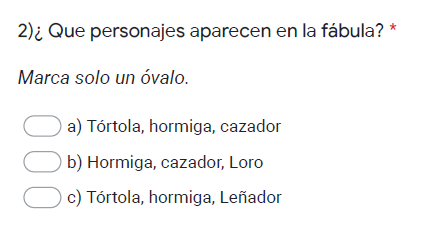 2)¿ Que personajes aparecen en la fábula? *
Marca solo un óvalo.
a) Tórtola, hormiga, cazador
b) Hormiga, cazador, Loro
c) Tórtola, hormiga, Leñador